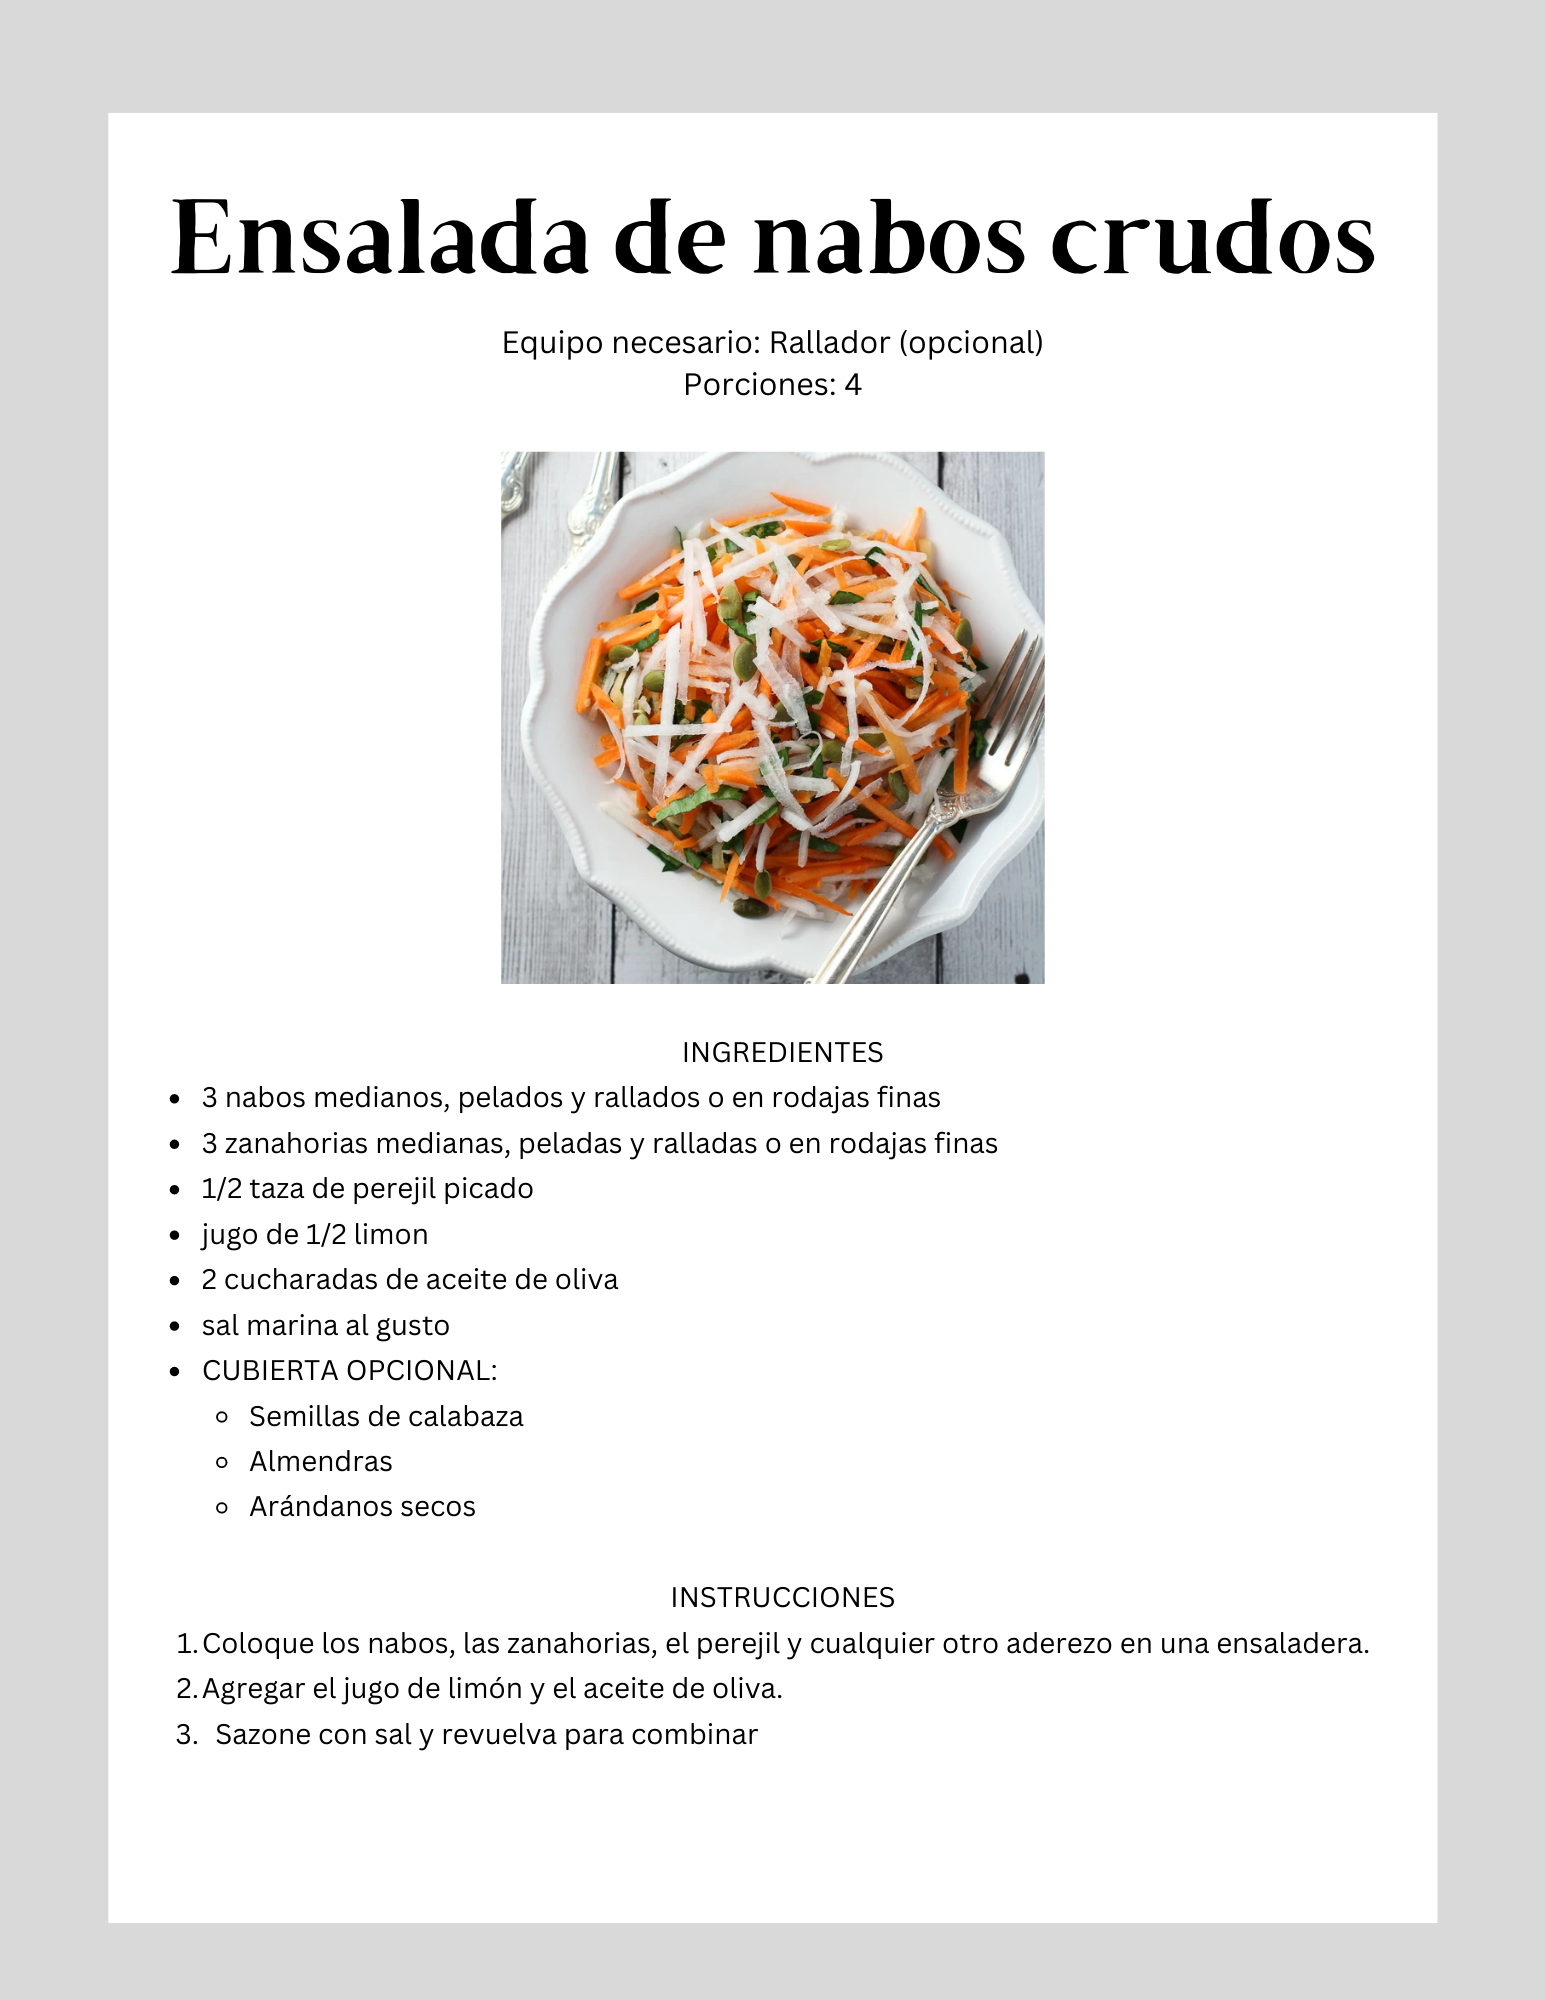 Ensalada de nabos crudos
Equipo necesario: Rallador (opcional)
Porciones: 4
INGREDIENTES
• 3 nabos medianos, pelados y rallados o en rodajas finas
• 3 zanahorias medianas, peladas y ralladas o en rodajas finas
• 1/2 taza de perejil picado
• jugo de 1/2 limon
• 2 cucharadas de aceite de oliva
• sal marina al gusto
• CUBIERTA OPCIONAL:
◦ Semillas de calabaza
◦ Almendras
◦ Arándanos secos
INSTRUCCIONES
1. Coloque los nabos, las zanahorias, el perejil y cualquier otro aderezo en una ensaladera.
2. Agregar el jugo de limón y el aceite de oliva.
3. Sazone con sal y revuelva para combinar